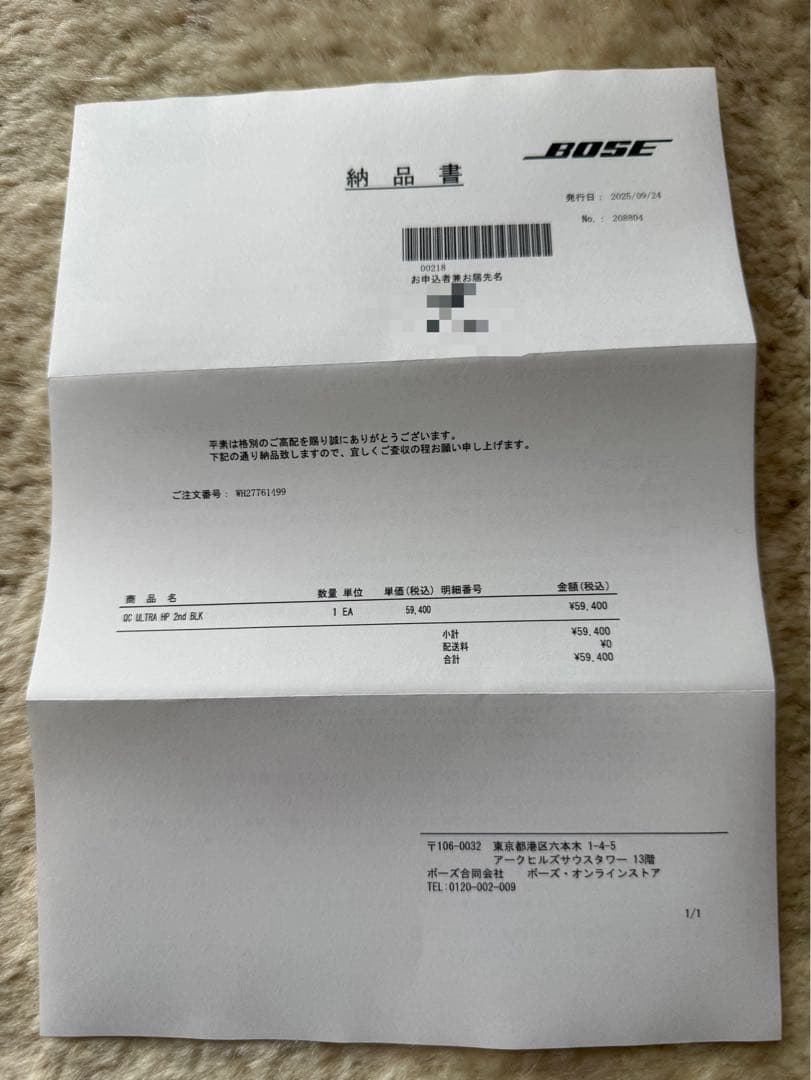 BOSE
納品書
発行日： 2025/09/24
No. : 208804
00218
お申込者兼お届先名
平素は格別のご高配を賜り誠にありがとうございます。
下記の通り納品致しますので、宜しくご査収の程お願い申し上げます。
ご注文番号： WH27761499
商品名 数量 単位 単価(税込) 明細番号 金額(税込)
QC ULTRA HP 2nd BLK 1 EA 59,400 ¥59,400
小計 ¥59,400
配送料 ¥0
合計 ¥59,400
〒106-0032 東京都港区六本木 1-4-5
アークヒルズサウスタワー 13階
ボーズ合同会社 ボーズ・オンラインストア
TEL:0120-002-009
1/1